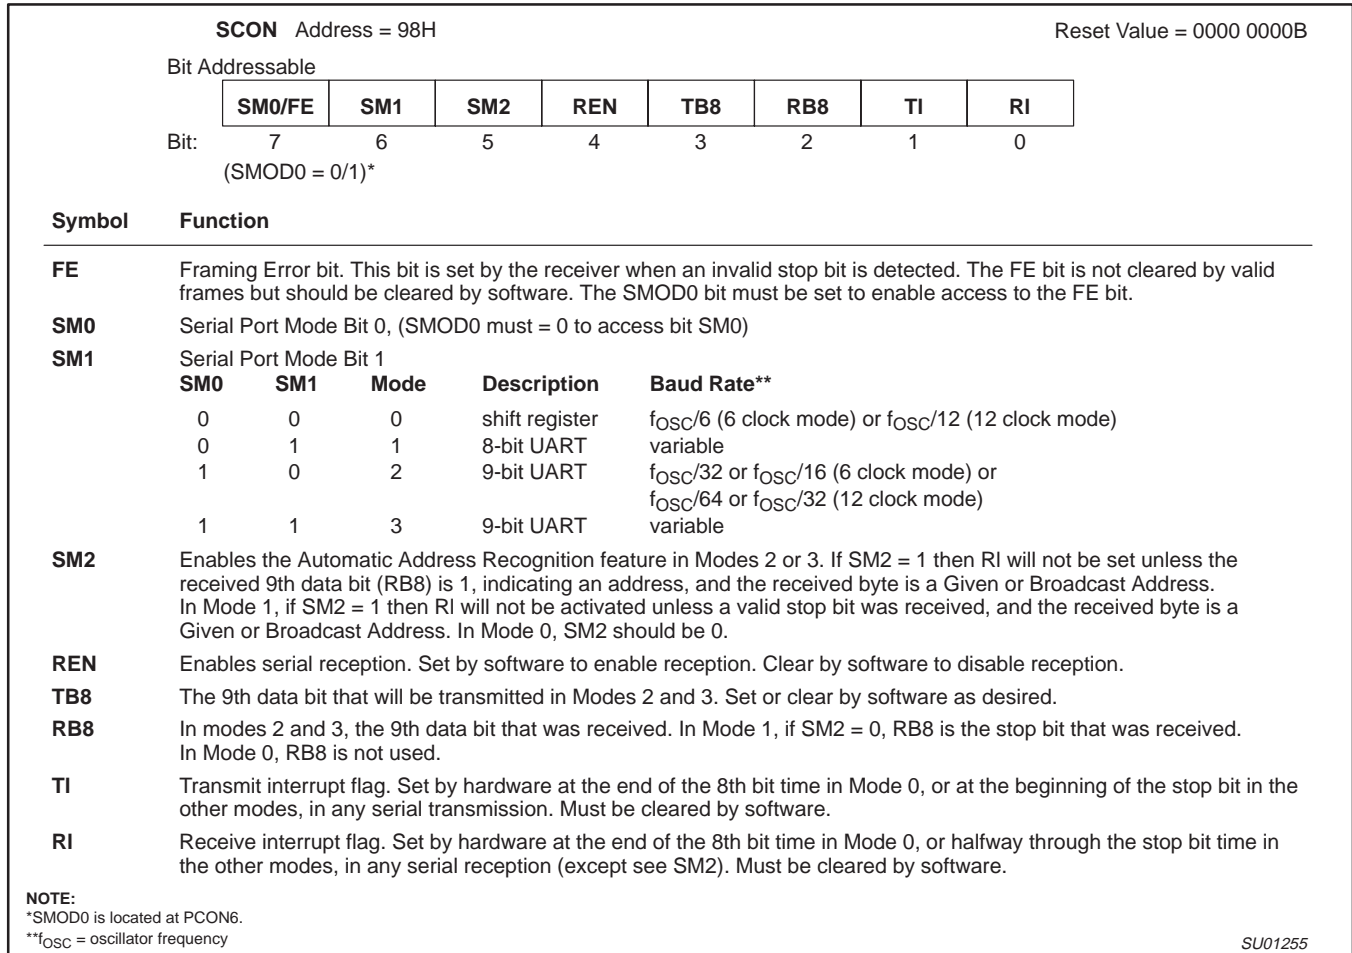 SCON Address = 98H Reset Value = 0000 0000B
Bit Addressable
SM0/FE SM1 SM2 REN TB8 RB8 TI RI
Bit: 7 6 5 4 3 2 1 0
(SMOD0 = 0/1)*
Symbol Function
FE Framing Error bit. This bit is set by the receiver when an invalid stop bit is detected. The FE bit is not cleared by valid
frames but should be cleared by software. The SMOD0 bit must be set to enable access to the FE bit.
SM0 Serial Port Mode Bit 0, (SMOD0 must = 0 to access bit SM0)
SM1 Serial Port Mode Bit 1
SM0 SM1 Mode Description Baud Rate**
0 0 0 shift register fOSC/6 (6 clock mode) or fOSC/12 (12 clock mode)
0 1 1 8-bit UART variable
1 0 2 9-bit UART fOSC/32 or fOSC/16 (6 clock mode) or
fOSC/64 or fOSC/32 (12 clock mode)
1 1 3 9-bit UART variable
SM2 Enables the Automatic Address Recognition feature in Modes 2 or 3. If SM2 = 1 then RI will not be set unless the
received 9th data bit (RB8) is 1, indicating an address, and the received byte is a Given or Broadcast Address.
In Mode 1, if SM2 = 1 then RI will not be activated unless a valid stop bit was received, and the received byte is a
Given or Broadcast Address. In Mode 0, SM2 should be 0.
REN Enables serial reception. Set by software to enable reception. Clear by software to disable reception.
TB8 The 9th data bit that will be transmitted in Modes 2 and 3. Set or clear by software as desired.
RB8 In modes 2 and 3, the 9th data bit that was received. In Mode 1, if SM2 = 0, RB8 is the stop bit that was received.
In Mode 0, RB8 is not used.
TI Transmit interrupt flag. Set by hardware at the end of the 8th bit time in Mode 0, or at the beginning of the stop bit in the
other modes, in any serial transmission. Must be cleared by software.
RI Receive interrupt flag. Set by hardware at the end of the 8th bit time in Mode 0, or halfway through the stop bit time in
the other modes, in any serial reception (except see SM2). Must be cleared by software.
NOTE:
*SMOD0 is located at PCON6.
**fOSC = oscillator frequency SU01255